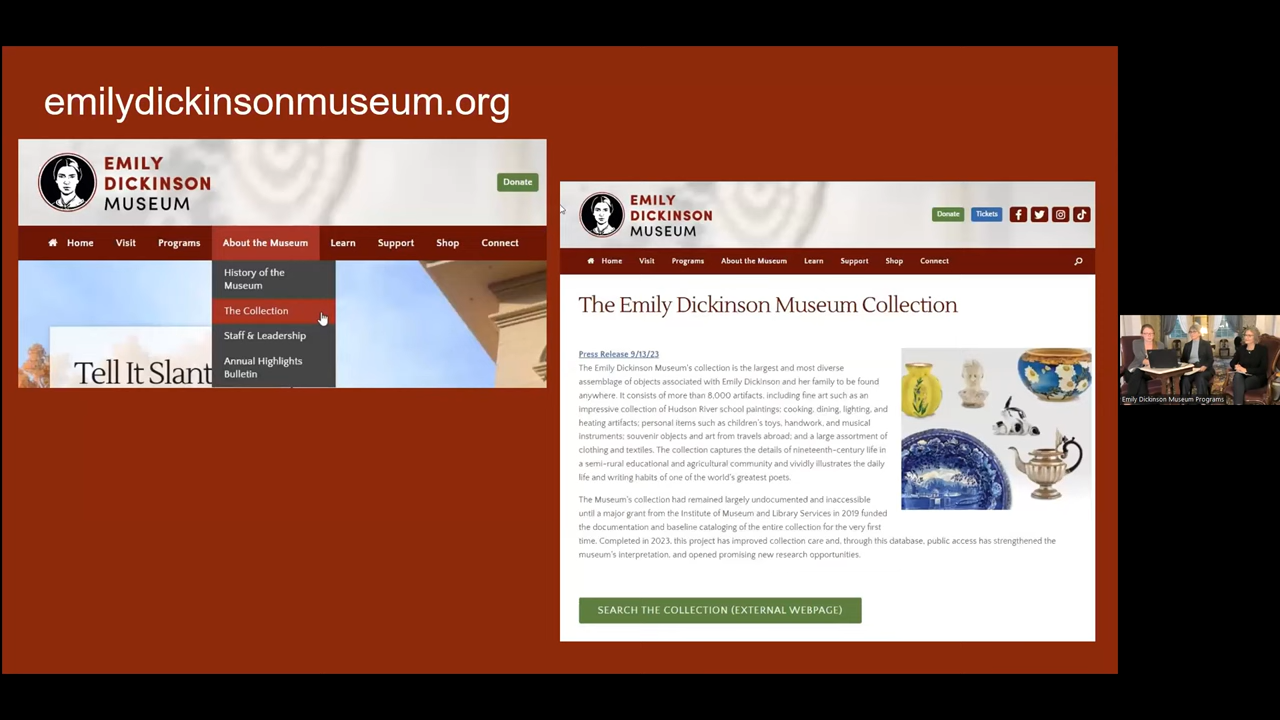 emilydickinsonmuseum.org
EMILY
DICKINSON
MUSEUM
Donate
Home Visit Programs About the Museum Learn Support Shop Connect
History of the
Museum
The Collection
Staff & Leadership
Annual Highlights
Bulletin
Tell It Slant
EMILY
DICKINSON
MUSEUM
Donate Tickets
Home Visit Programs About the Museum Learn Support Shop Connect
The Emily Dickinson Museum Collection
Press Release 9/13/23
The Emily Dickinson Museum's collection is the largest and most diverse
assemblage of objects associated with Emily Dickinson and her family to be found
anywhere. It consists of more than 8,000 artifacts, including fine art such as an
impressive collection of Hudson River school paintings; cooking, dining, lighting, and
heating artifacts; personal items such as children's toys, handwork, and musical
instruments; souvenir objects and art from travels abroad; and a large assortment of
clothing and textiles. The collection captures the details of nineteenth-century life in
a semi-rural educational and agricultural community and vividly illustrates the daily
life and writing habits of one of the world's greatest poets.
The Museum's collection had remained largely undocumented and inaccessible
until a major grant from the Institute of Museum and Library Services in 2019 funded
the documentation and baseline cataloging of the entire collection for the very first
time. Completed in 2023, this project has improved collection care and, through this database, public access has strengthened the
museum's interpretation, and opened promising new research opportunities.
SEARCH THE COLLECTION (EXTERNAL WEBPAGE)
Emily Dickinson Museum Programs